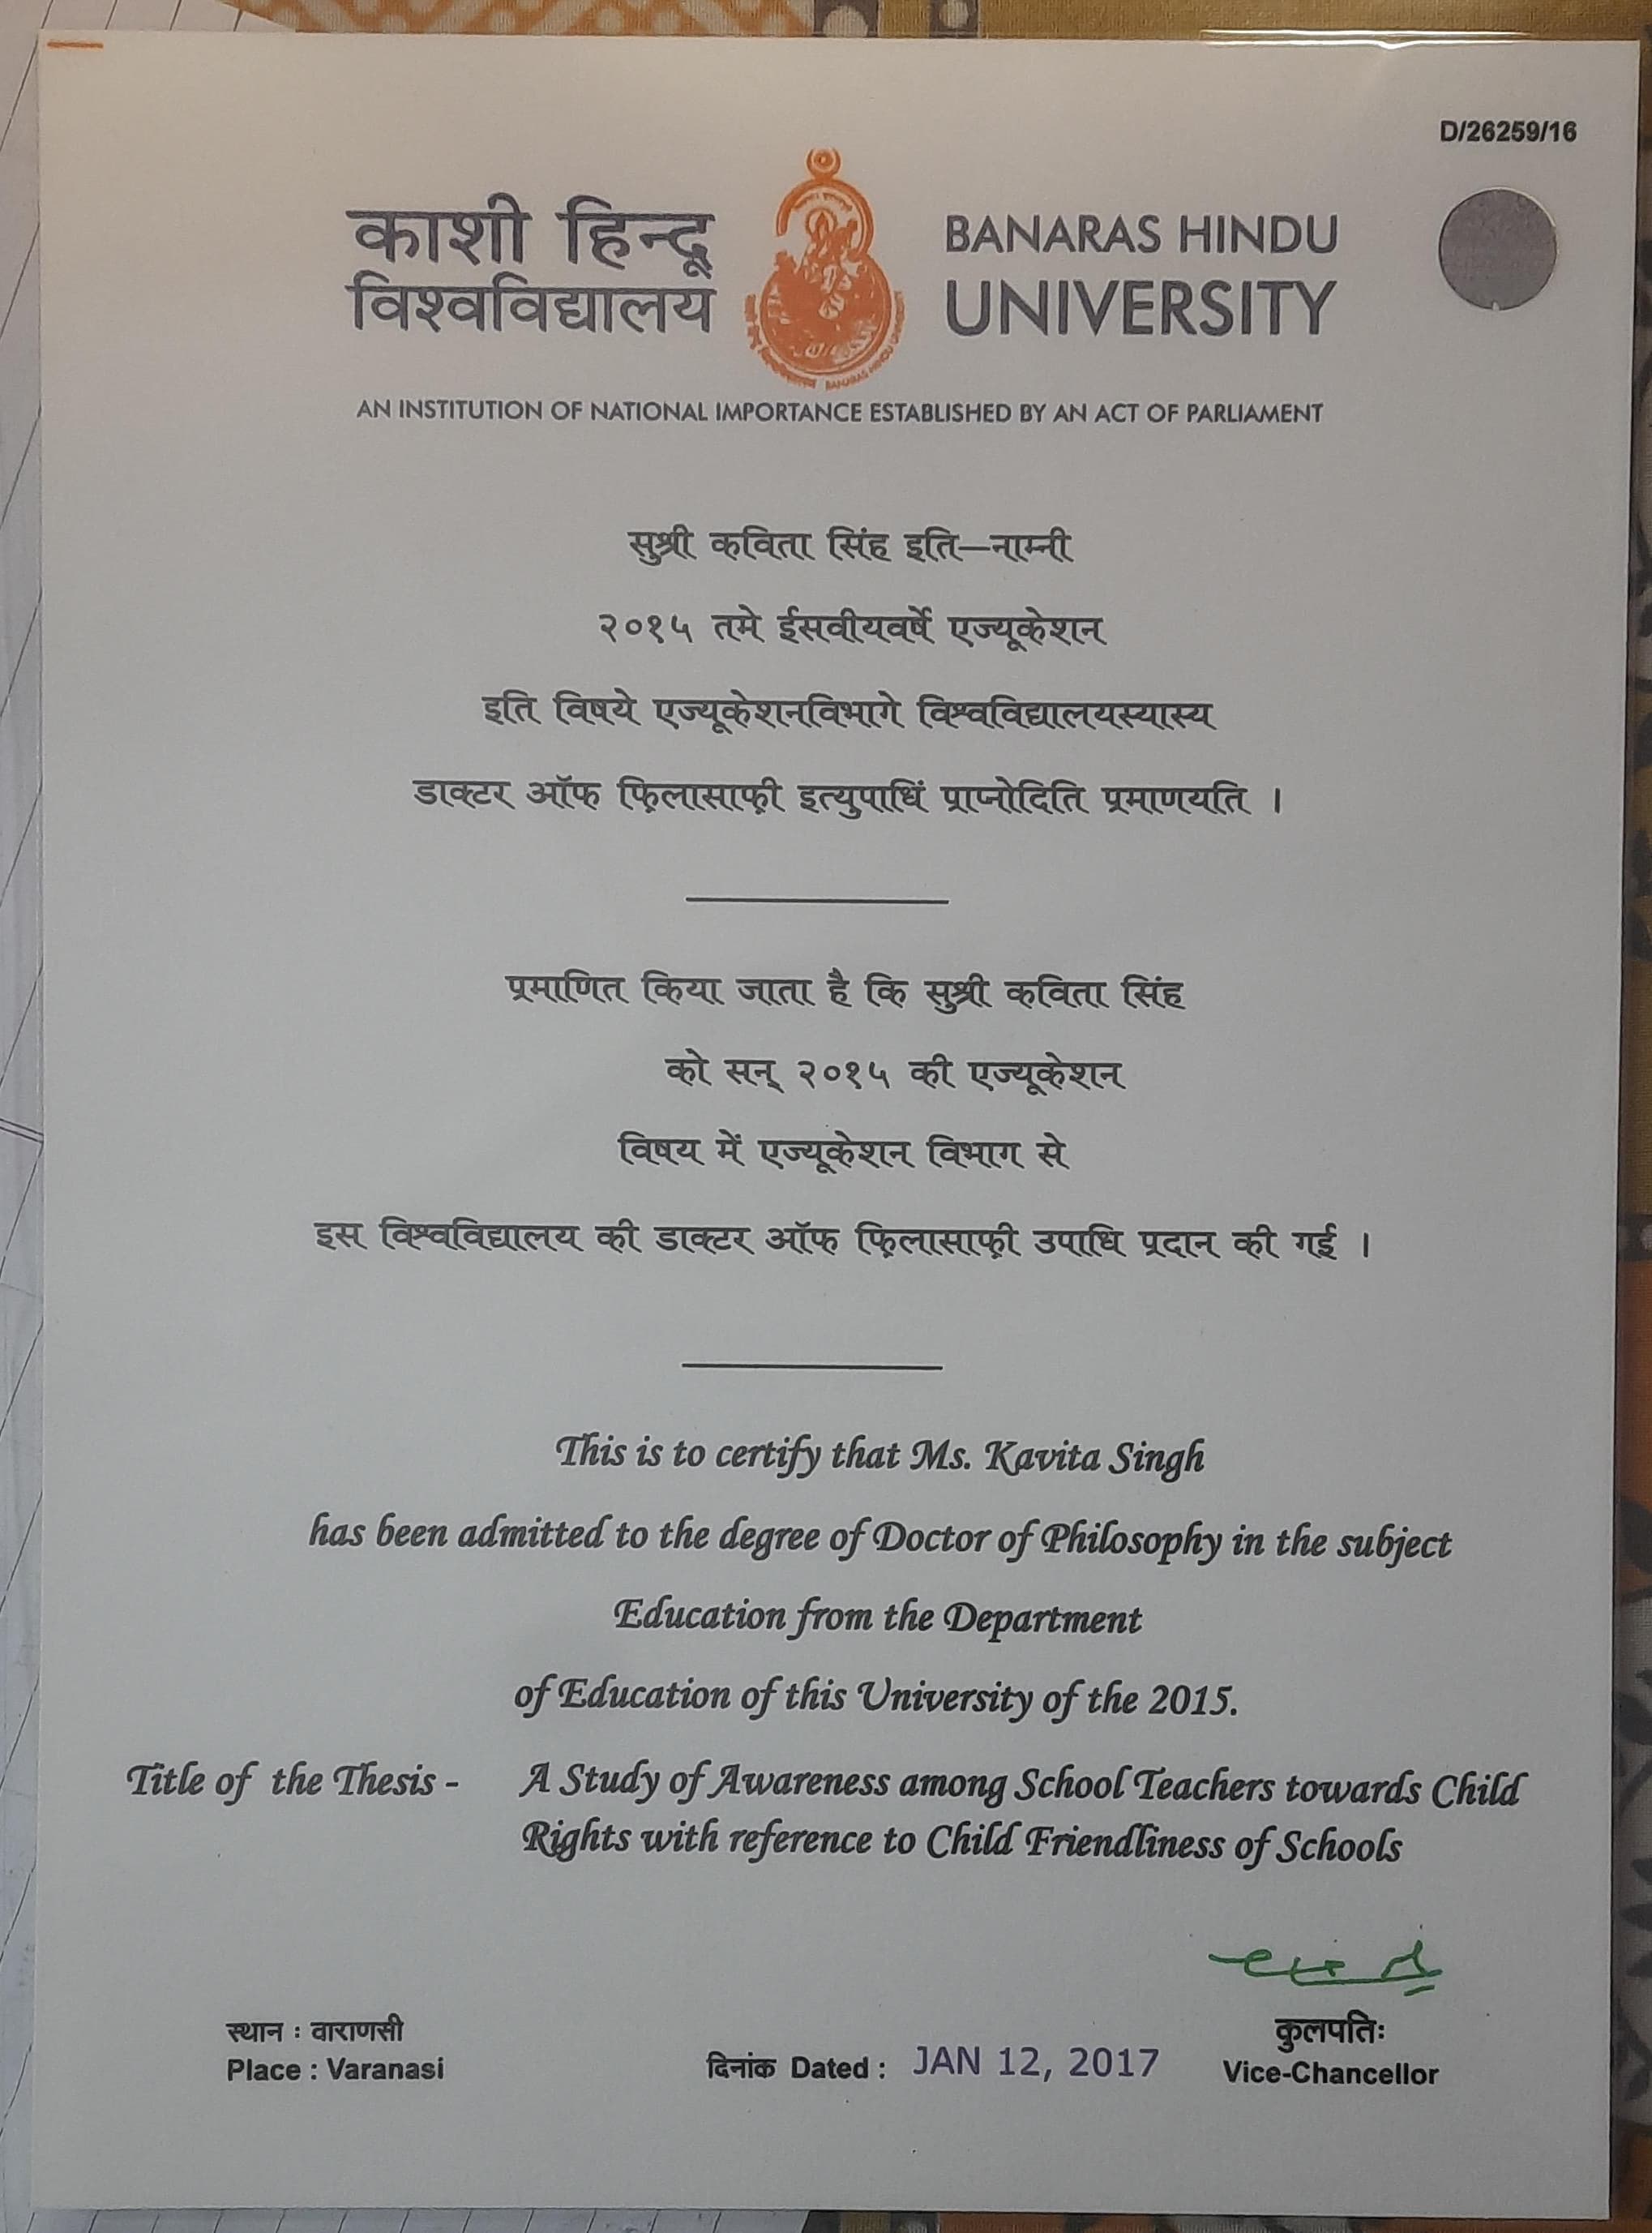 D/26259/16
काशी हिन्दू
विश्वविद्यालय
BANARAS HINDU
UNIVERSITY
AN INSTITUTION OF NATIONAL IMPORTANCE ESTABLISHED BY AN ACT OF PARLIAMENT
सुश्री कविता सिंह इति–नाम्नी
२०१५ तमे ईसवीयवर्षे एज्यूकेशन
इति विषये एज्यूकेशनविभागे विश्वविद्यालयस्यास्य
डाक्टर ऑफ फ़िलासाफ़ी इत्युपाधिं प्राप्नोदिति प्रमाणयति ।
प्रमाणित किया जाता है कि सुश्री कविता सिंह
को सन् २०१५ की एज्यूकेशन
विषय में एज्यूकेशन विभाग से
इस विश्वविद्यालय की डाक्टर ऑफ फ़िलासाफ़ी उपाधि प्रदान की गई ।
This is to certify that Ms. Kavita Singh
has been admitted to the degree of Doctor of Philosophy in the subject
Education from the Department
of Education of this University of the 2015.
Title of the Thesis - A Study of Awareness among School Teachers towards Child
Rights with reference to Child Friendliness of Schools
स्थान : वाराणसी
Place : Varanasi
दिनांक Dated : JAN 12, 2017
कुलपतिः
Vice-Chancellor